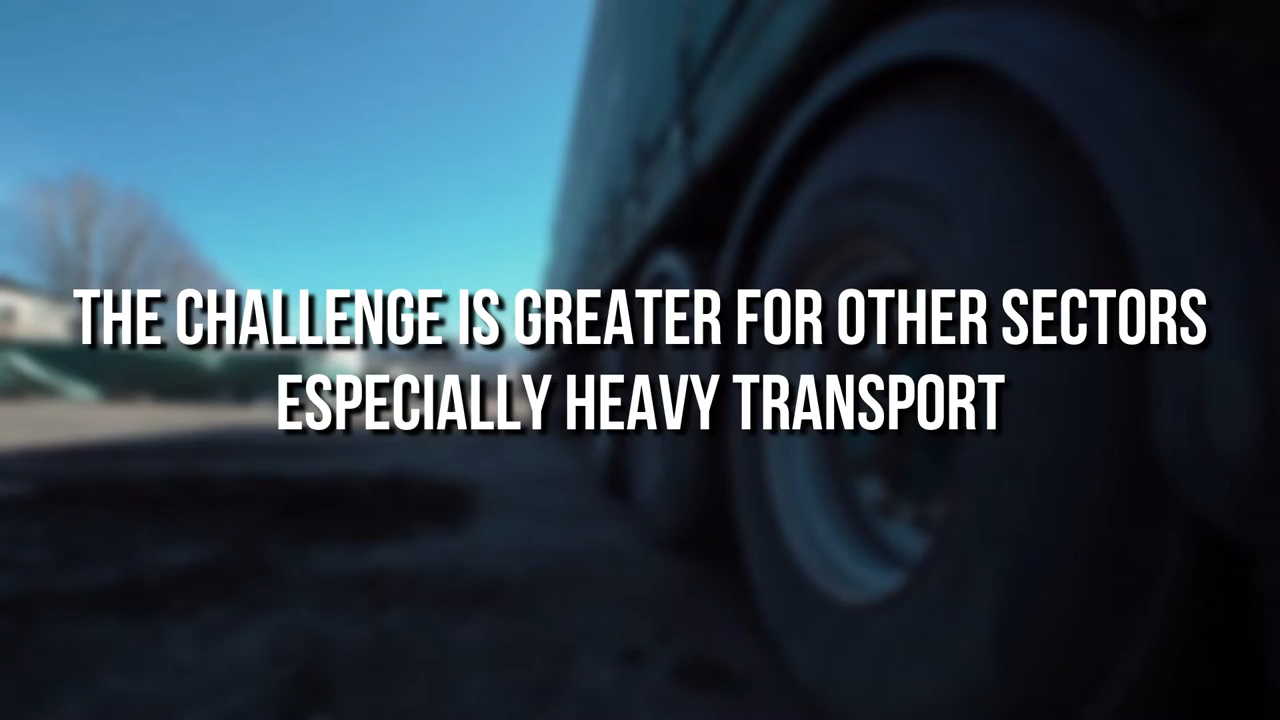 THE CHALLENGE IS GREATER FOR OTHER SECTORS
ESPECIALLY HEAVY TRANSPORT